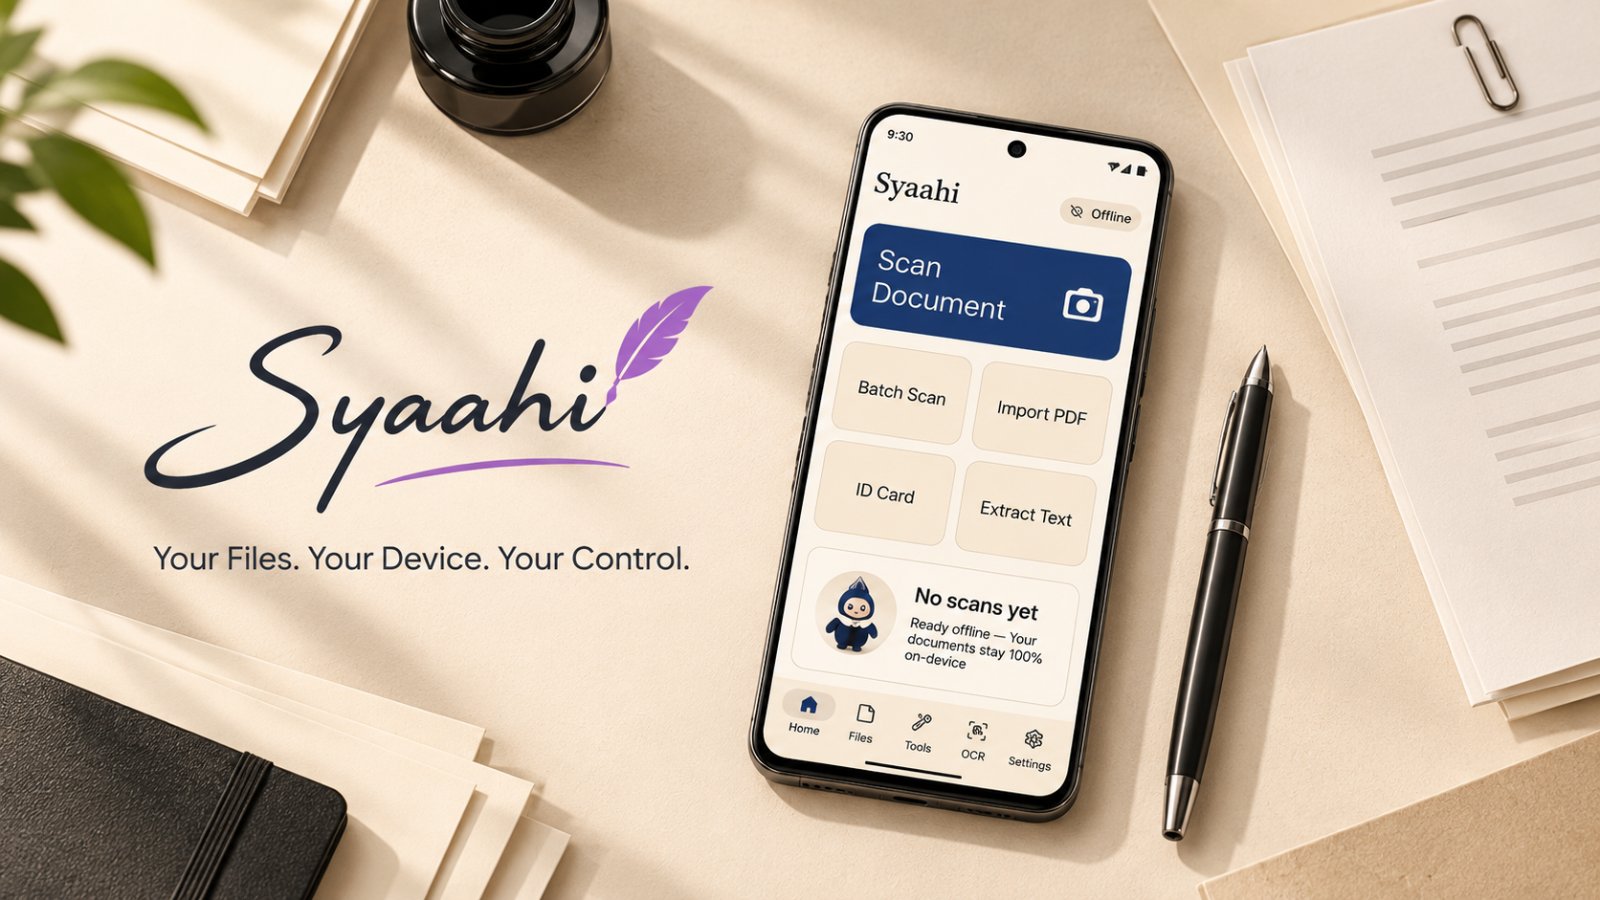 Syaahi
Your Files. Your Device. Your Control.
9:30
Syaahi
Offline
Scan
Document
Batch Scan
Import PDF
ID Card
Extract Text
No scans yet
Ready offline — Your
documents stay 100%
on-device
Home
Files
Tools
OCR
Settings